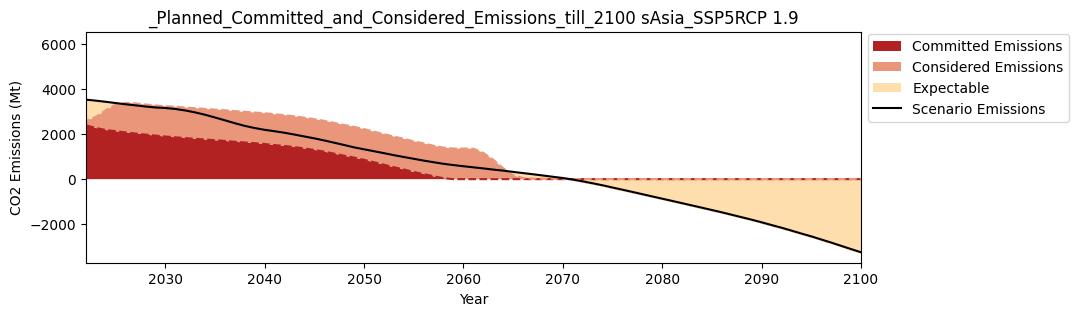 _Planned_Committed_and_Considered_Emissions_till_2100 sAsia_SSP5RCP 1.9
6000
4000
2000
0
−2000
CO2 Emissions (Mt)
2030
2040
2050
2060
2070
2080
2090
2100
Year
Committed Emissions
Considered Emissions
Expectable
Scenario Emissions